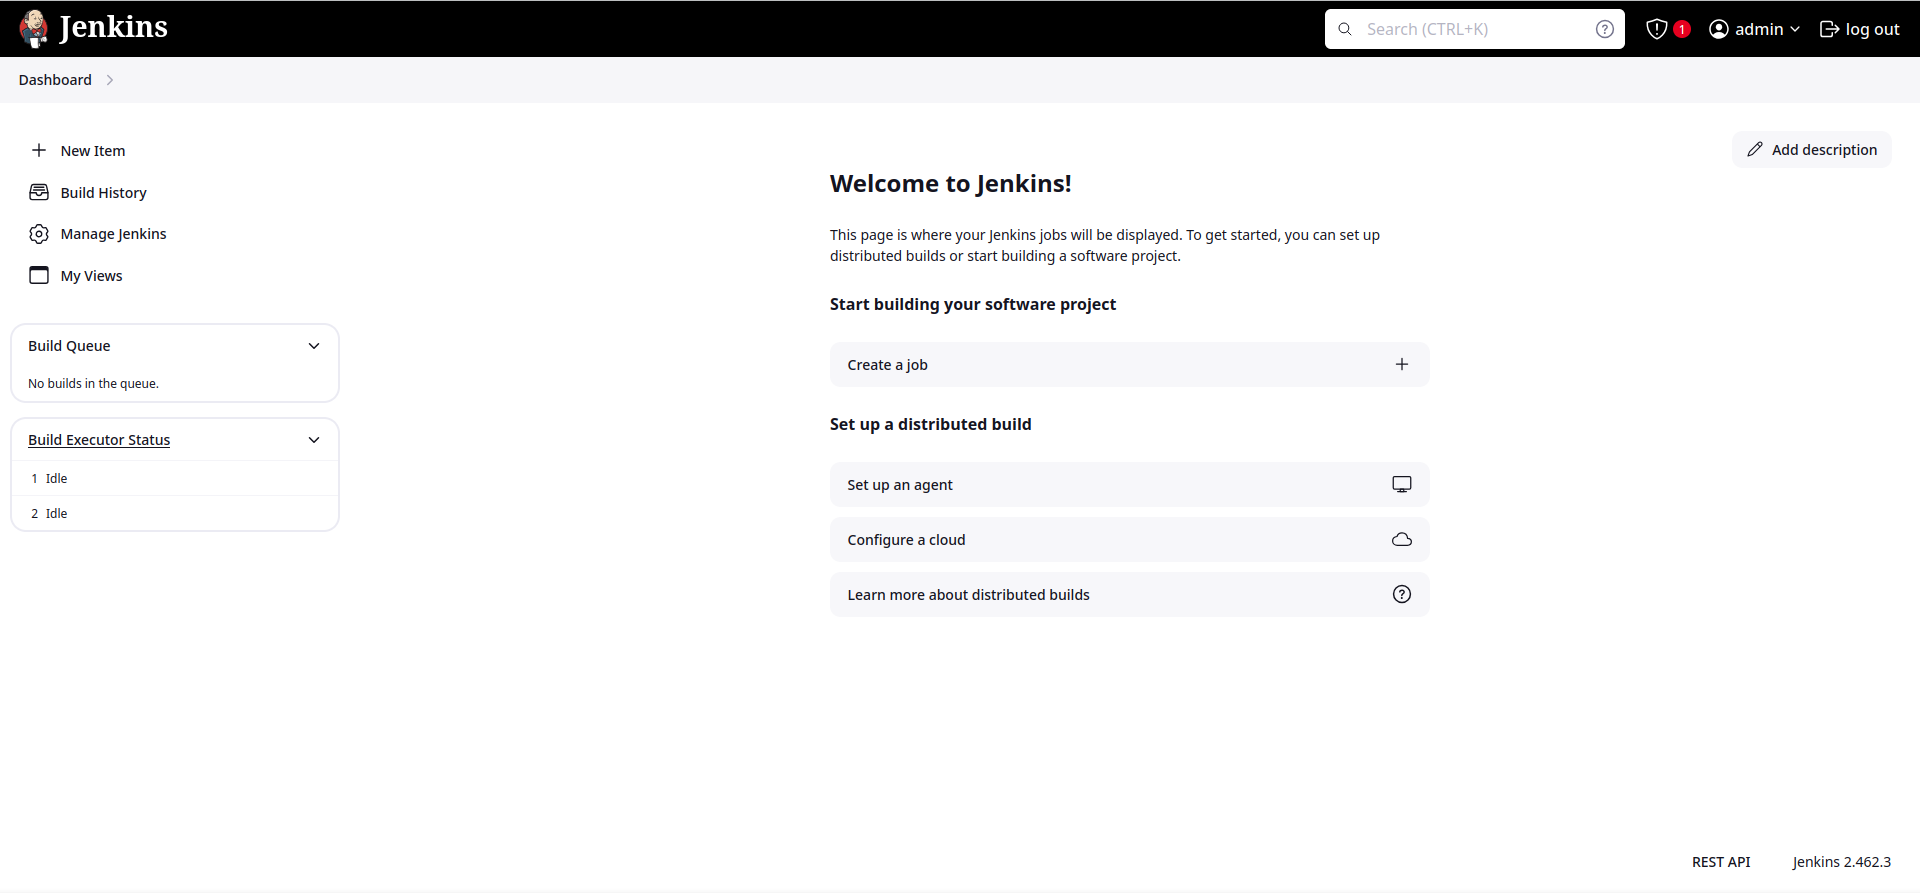 Jenkins
Search (CTRL+K)
1
admin
log out
Dashboard
New Item
Build History
Manage Jenkins
My Views
Build Queue
No builds in the queue.
Build Executor Status
1 Idle
2 Idle
Add description
Welcome to Jenkins!
This page is where your Jenkins jobs will be displayed. To get started, you can set up
distributed builds or start building a software project.
Start building your software project
Create a job
Set up a distributed build
Set up an agent
Configure a cloud
Learn more about distributed builds
REST API
Jenkins 2.462.3